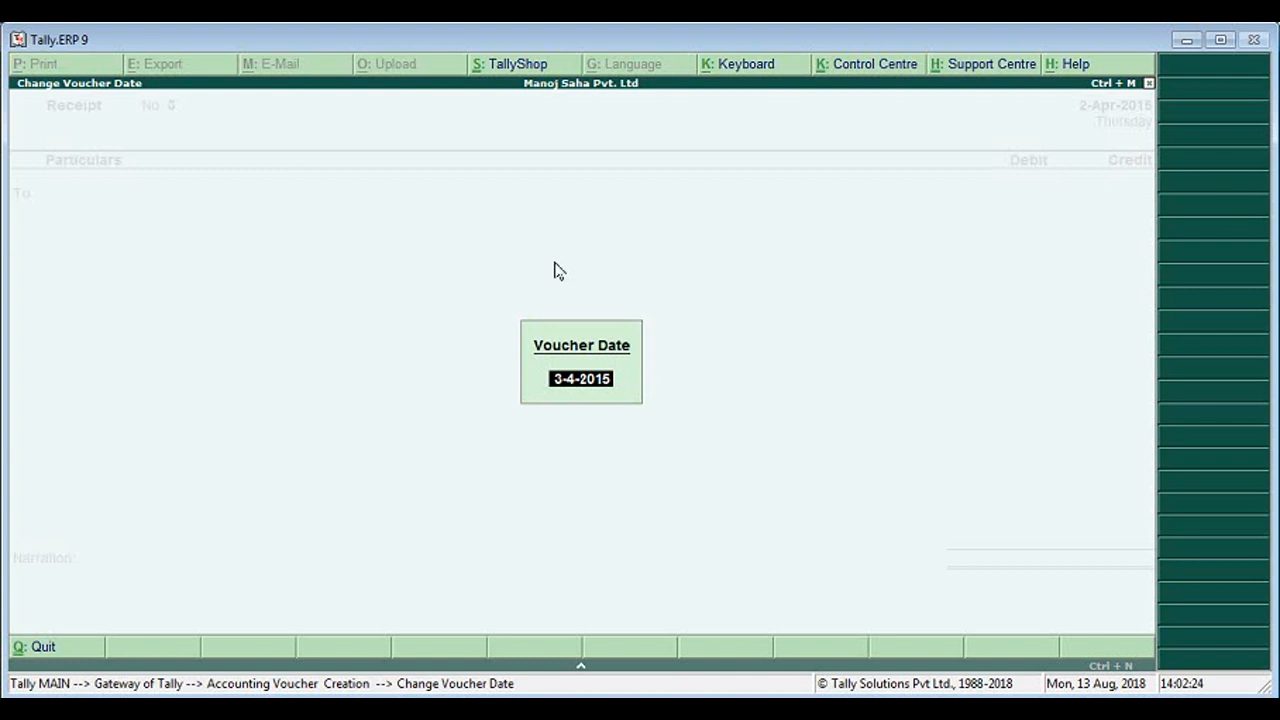 Tally.ERP 9
P: Print E: Export M: E-Mail O: Upload S: TallyShop G: Language K: Keyboard K: Control Centre H: Support Centre H: Help
Change Voucher Date Manoj Saha Pvt. Ltd Ctrl + M
Receipt No 2-Apr-2015
Thursday
Particulars Debit Credit
To
Voucher Date
3-4-2015
Narration:
Q: Quit
Ctrl + N
Tally MAIN --> Gateway of Tally --> Accounting Voucher Creation --> Change Voucher Date © Tally Solutions Pvt Ltd., 1988-2018 Mon, 13 Aug, 2018 14:02:24